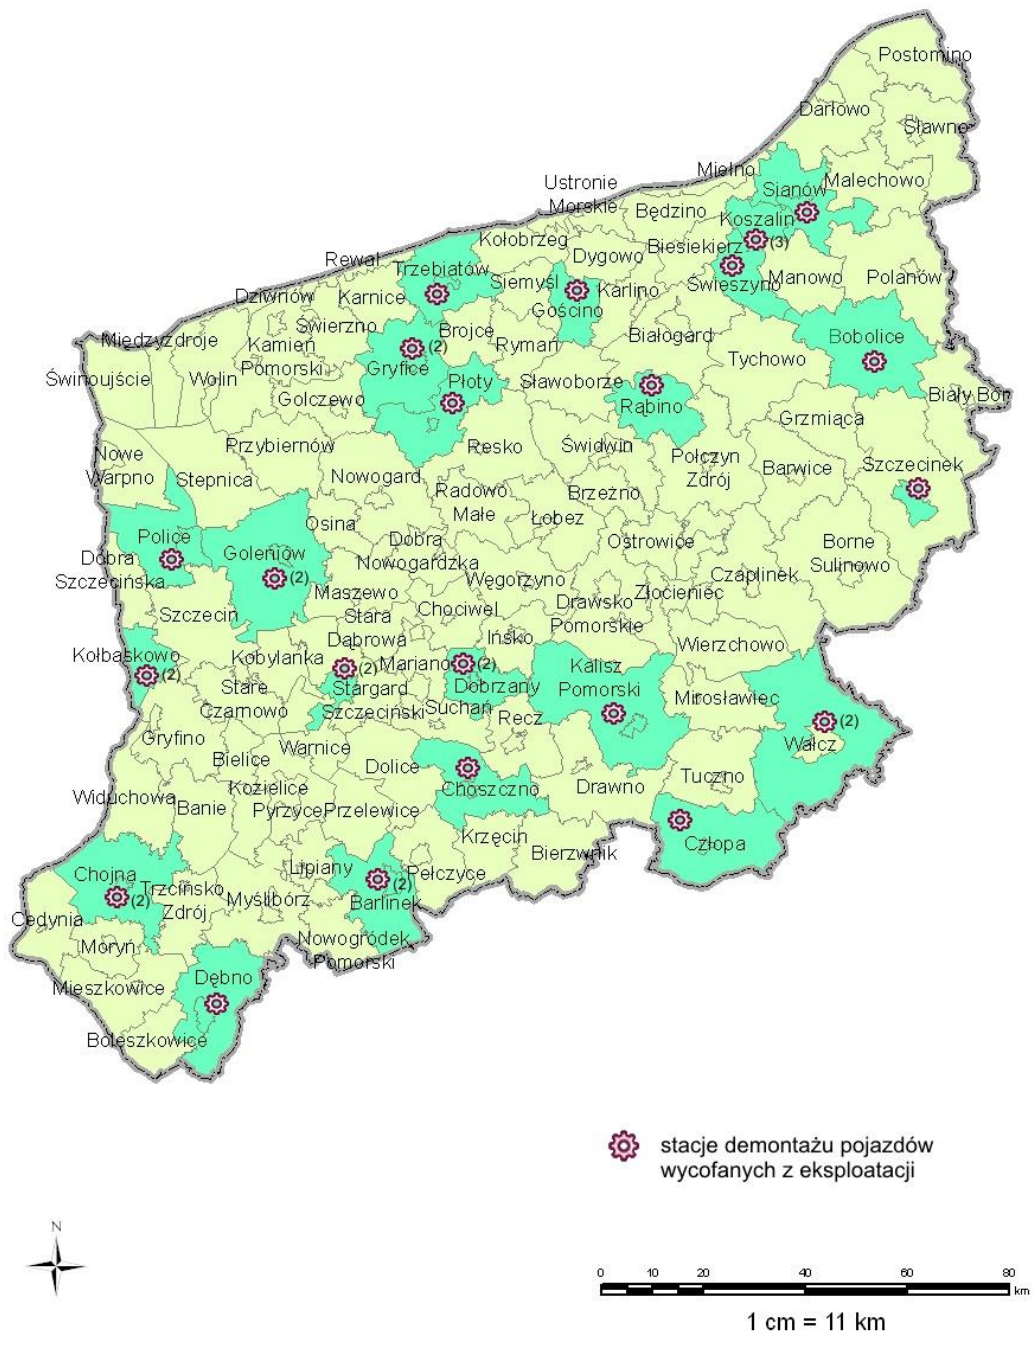 Postomino
Darłowo
Sławno
Mielno
Malechowo
Sianów
Ustronie
Morskie
Będzino
Koszalin
(3)
Kołobrzeg
Biesiekierz
Dygowo
Rewal
Trzebiatów
Siemyśl
Karlino
Świeszyno
Manowo
Polanów
Dziwnów
Karnice
Gościno
Świerzno
Brojce
Białogard
Bobolice
Międzyzdroje
Kamień
Pomorski
(2)
Rymań
Tychowo
Gryfice
Świnoujście
Wolin
Płoty
Sławoborze
Biały Bór
Golczewo
Rąbino
Grzmiąca
Przybiernów
Resko
Świdwin
Nowe
Warpno
Połczyn
Zdrój
Barwice
Szczecinek
Stepnica
Nowogard
Radowo
Małe
Brzeżno
Osina
Łobez
Police
Goleniów
Dobra
Nowogardzka
Ostrowice
Borne
Sulinowo
Dobra
Szczecińska
(2)
Maszewo
Węgorzyno
Czaplinek
Szczecin
Stara
Dąbrowa
Chociwel
Drawsko
Pomorskie
Złocieniec
Ińsko
Wierzchowo
Kołbaskowo
Kobylanka
(2)
Mariano
(2)
Kalisz
Pomorski
(2)
Stare
Czarnowo
Stargard
Szczeciński
Dobrzany
Suchań
Mirosławiec
Recz
(2)
Gryfino
Warnice
Wałcz
Bielice
Dolice
Tuczno
Widuchowa
Kozielice
Choszczno
Drawno
Banie
Pyrzyce
Przelewice
Krzęcin
Człopa
Bierzwnik
Chojna
Lipiany
Pełczyce
(2)
Trzcińsko
Zdrój
Myślibórz
(2)
Barlinek
Cedynia
Moryń
Nowogródek
Pomorski
Mieszkowice
Dębno
Boleszkowice
stacje demontażu pojazdów
wycofanych z eksploatacji
N
0 10 20 40 60 80
km
1 cm = 11 km